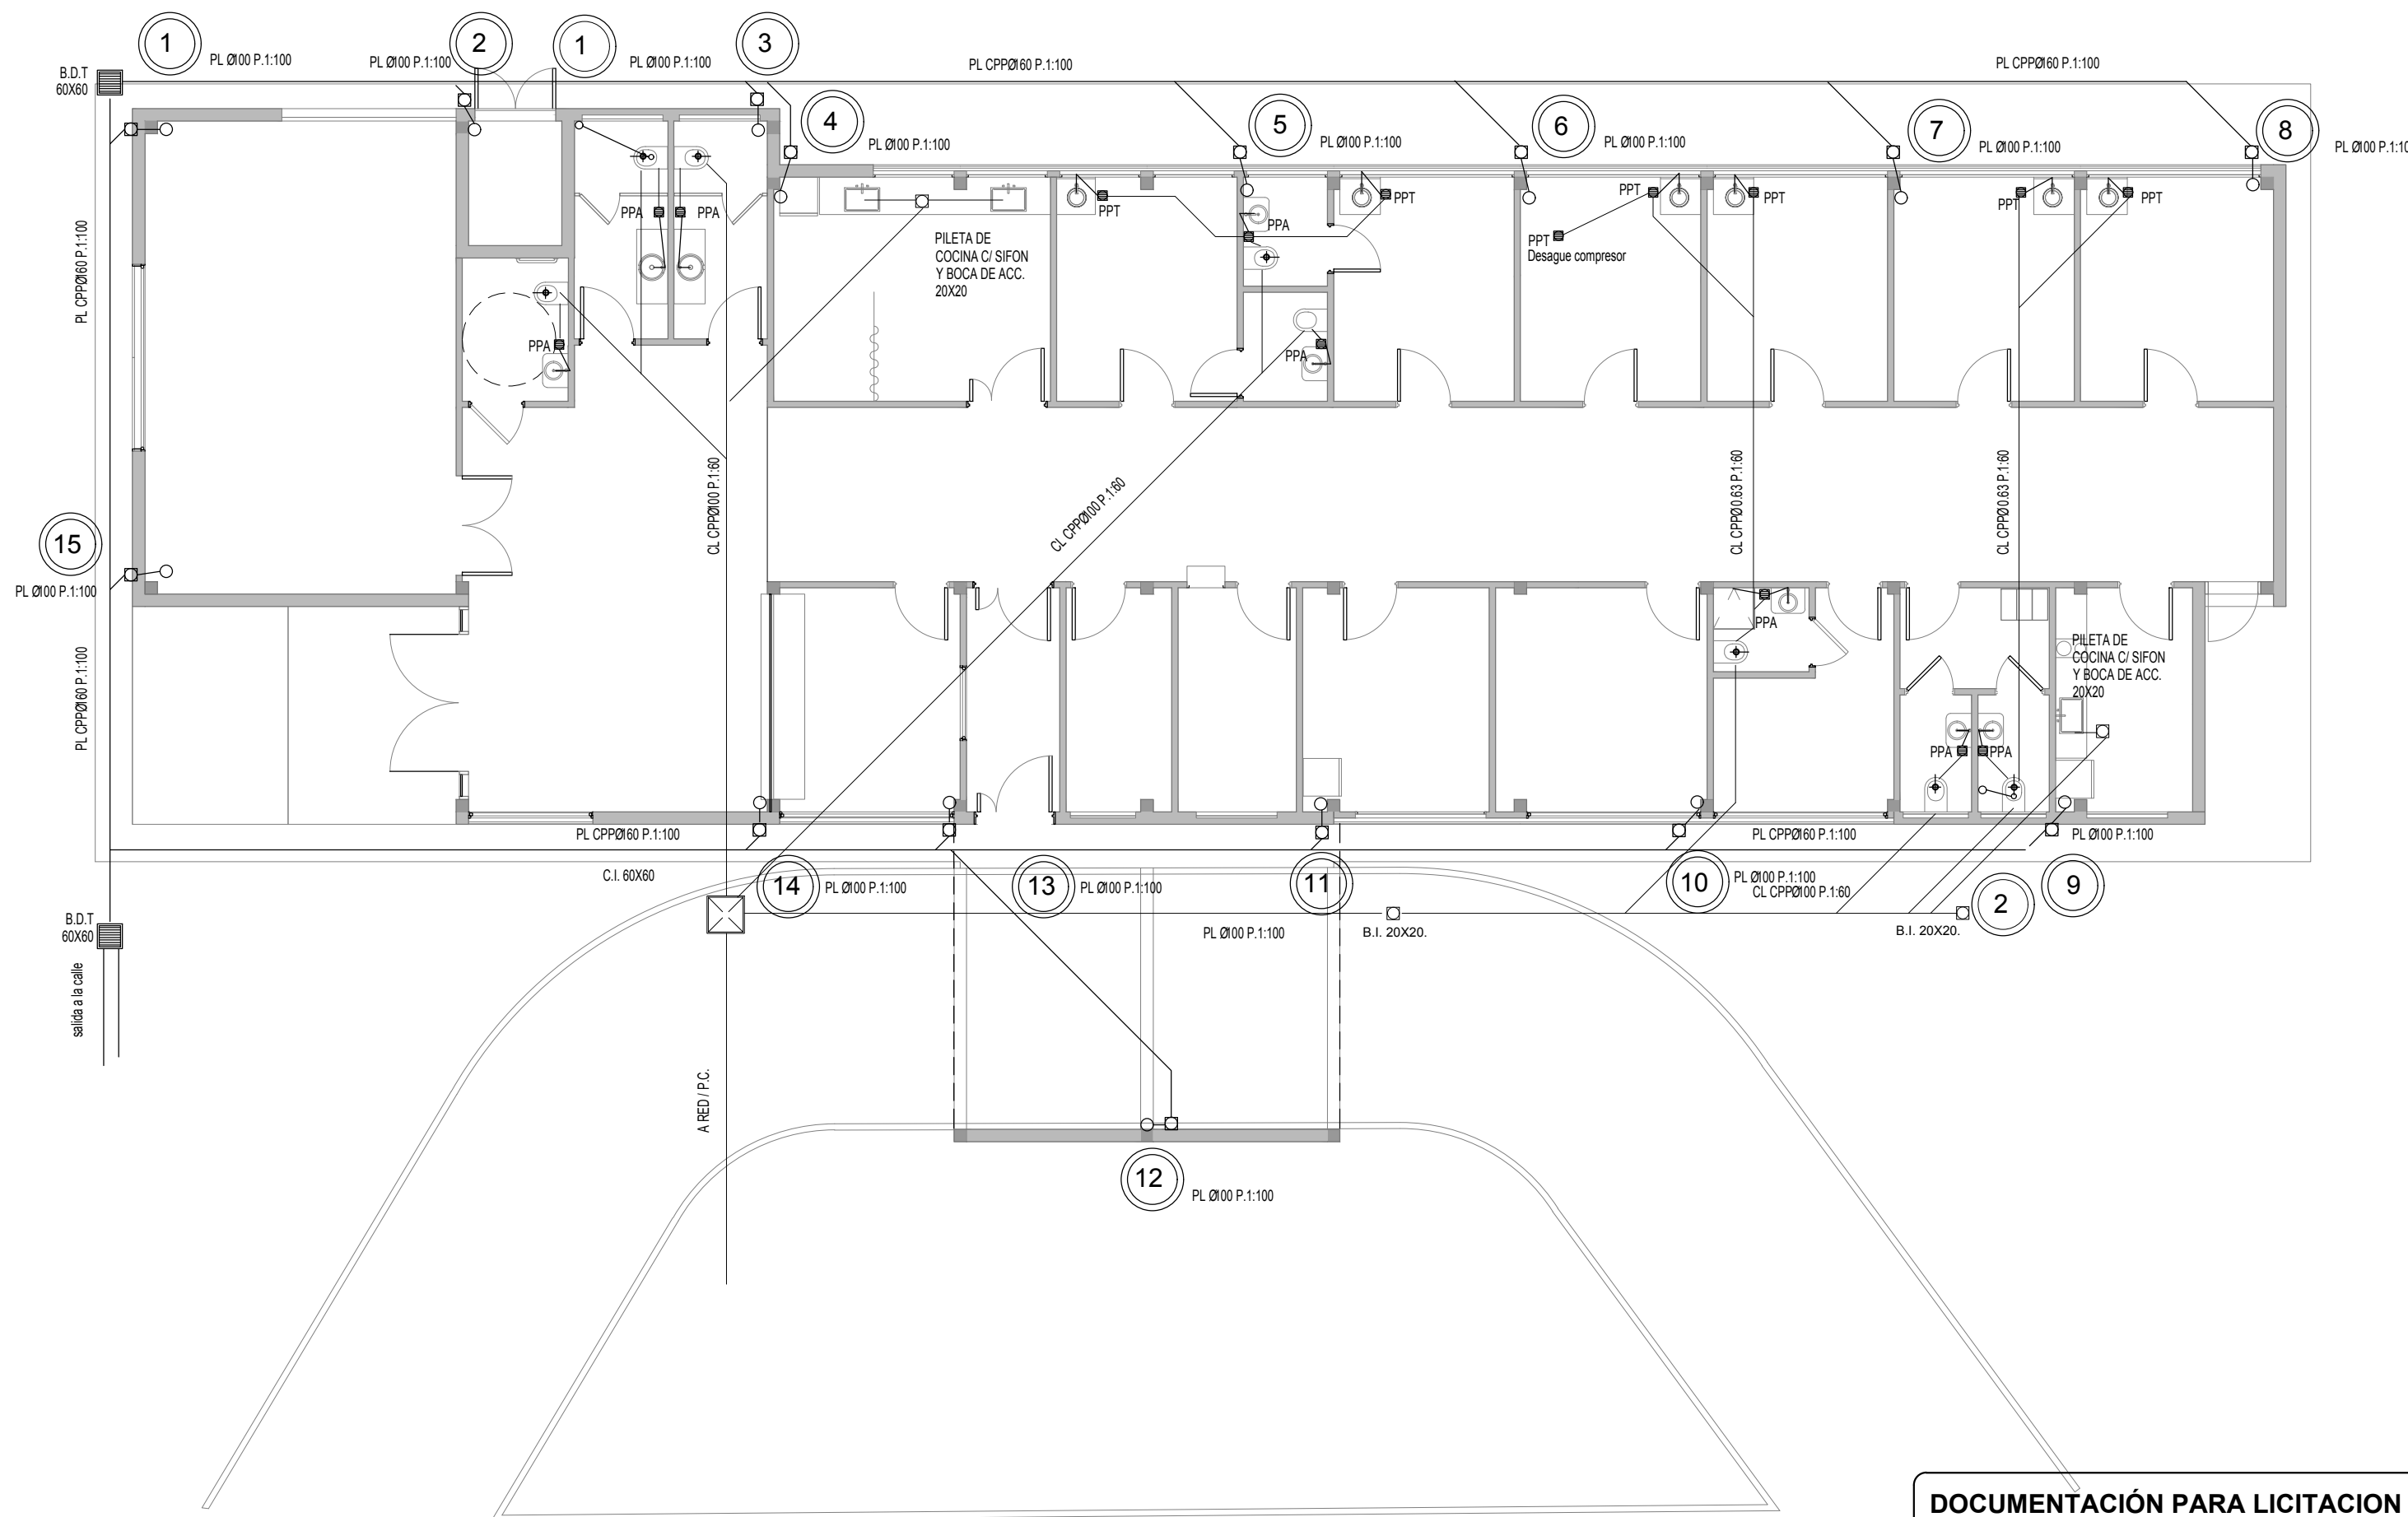 1
2
1
3
PL Ø100 P.1:100
PL Ø100 P.1:100
PL Ø100 P.1:100
PL CPPØ160 P.1:100
PL CPPØ160 P.1:100
B.D.T
60X60
4
5
6
7
8
PL Ø100 P.1:100
PL Ø100 P.1:100
PL Ø100 P.1:100
PL Ø100 P.1:100
PPT
PPT
PPT
PPT
PPT
PPT
PPA
PPA
PPA
PILETA DE
COCINA C/ SIFON
Y BOCA DE ACC.
20X20
PPT
Desague compresor
PL CPPØ160 P.1:100
PPA
PPA
CL CPPØ100 P.1:60
CL CPPØ100 P.1:60
CL CPPØ0.63 P.1:60
CL CPPØ0.63 P.1:60
15
PL Ø100 P.1:100
PPA
PILETA DE
COCINA C/ SIFON
Y BOCA DE ACC.
20X20
PL CPPØ160 P.1:100
PPA
PPA
PL CPPØ160 P.1:100
PL CPPØ160 P.1:100
PL Ø100 P.1:100
C.I. 60X60
14
PL Ø100 P.1:100
13
PL Ø100 P.1:100
11
10
PL Ø100 P.1:100
CL CPPØ100 P.1:60
9
2
B.D.T
60X60
PL Ø100 P.1:100
B.I. 20X20.
B.I. 20X20.
salida a la calle
A RED / P.C.
12
PL Ø100 P.1:100
DOCUMENTACIÓN PARA LICITACION